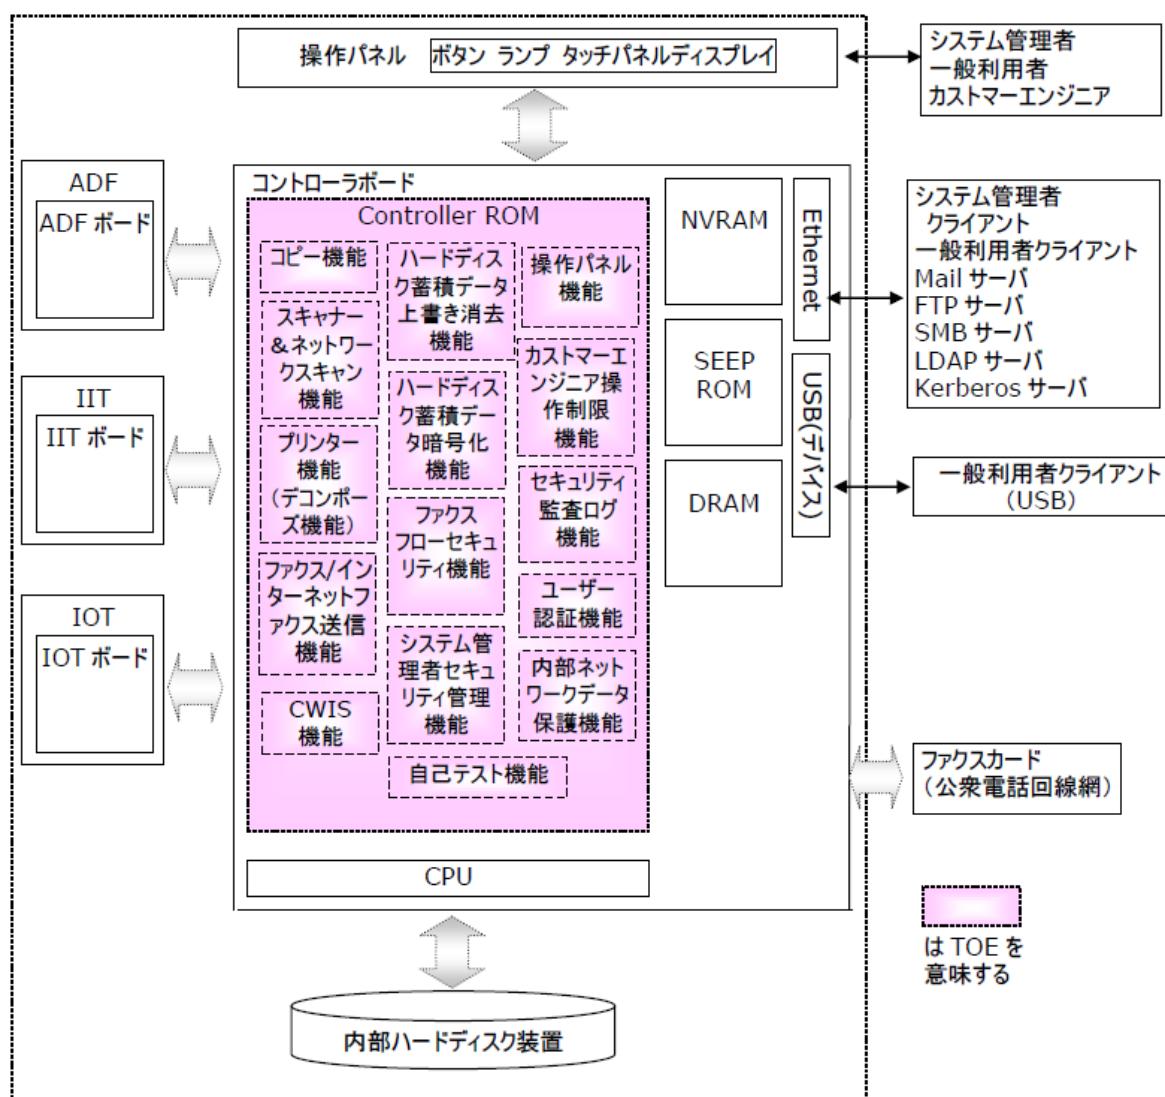 操作パネル
ボタン ランプ タッチパネルディスプレイ
システム管理者
一般利用者
カストマーエンジニア
ADF
ADF ボード
IIT
IIT ボード
IOT
IOT ボード
コントローラボード
Controller ROM
コピー機能
スキャナー
&ネットワー
クスキャン
機能
プリンター
機能
(デコンポー
ズ機能)
ファクス/イン
ターネットフ
ァクス送信
機能
CWIS
機能
ハードディス
ク蓄積データ
上書き消去
機能
ハードディス
ク蓄積デー
タ暗号化
機能
ファクス
フローセキュ
リティ機能
システム管
理者セキュ
リティ管理
機能
自己テスト機能
操作パネル
機能
カストマーエ
ンジニア操
作制限
機能
セキュリティ
監査ログ
機能
ユーザー
認証機能
内部ネット
ワークデータ
保護機能
CPU
NVRAM
SEEP
ROM
DRAM
Ethernet
USB(デバイス)
システム管理者
クライアント
一般利用者クライアント
Mail サーバ
FTP サーバ
SMB サーバ
LDAP サーバ
Kerberos サーバ
一般利用者クライアント
(USB)
ファクスカード
(公衆電話回線網)
は TOE を
意味する
内部ハードディスク装置